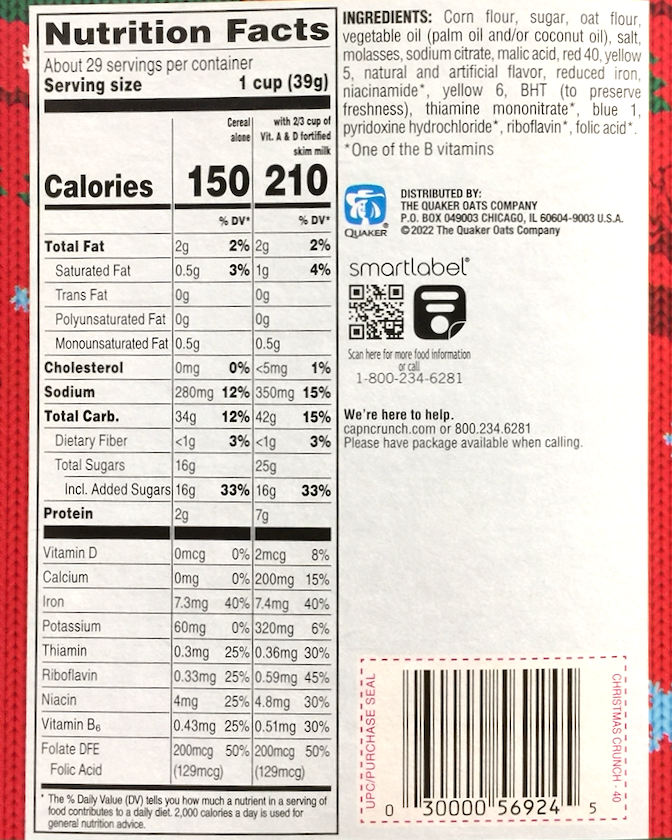 Nutrition Facts
About 29 servings per container
Serving size 1 cup (39g)
Cereal alone
with 2/3 cup of Vit. A & D fortified skim milk
Calories 150 210
% DV* % DV*
Total Fat 2g 2% 2g 2%
Saturated Fat 0.5g 3% 1g 4%
Trans Fat 0g 0g
Polyunsaturated Fat 0g 0g
Monounsaturated Fat 0.5g 0.5g
Cholesterol 0mg 0% <5mg 1%
Sodium 280mg 12% 350mg 15%
Total Carb. 34g 12% 42g 15%
Dietary Fiber <1g 3% <1g 3%
Total Sugars 16g 25g
Incl. Added Sugars 16g 33% 16g 33%
Protein 2g 7g
Vitamin D 0mcg 0% 2mcg 8%
Calcium 0mg 0% 200mg 15%
Iron 7.3mg 40% 7.4mg 40%
Potassium 60mg 0% 320mg 6%
Thiamin 0.3mg 25% 0.36mg 30%
Riboflavin 0.33mg 25% 0.59mg 45%
Niacin 4mg 25% 4.8mg 30%
Vitamin B6 0.43mg 25% 0.51mg 30%
Folate DFE 200mcg 50% 200mcg 50%
Folic Acid (129mcg) (129mcg)
* The % Daily Value (DV) tells you how much a nutrient in a serving of
food contributes to a daily diet. 2,000 calories a day is used for
general nutrition advice.
INGREDIENTS: Corn flour, sugar, oat flour,
vegetable oil (palm oil and/or coconut oil), salt,
molasses, sodium citrate, malic acid, red 40, yellow
5, natural and artificial flavor, reduced iron,
niacinamide*, yellow 6, BHT (to preserve
freshness), thiamine mononitrate*, blue 1,
pyridoxine hydrochloride*, riboflavin*, folic acid*.
*One of the B vitamins
QUAKER®
DISTRIBUTED BY:
THE QUAKER OATS COMPANY
P.O. BOX 049003 CHICAGO, IL 60604-9003 U.S.A.
©2022 The Quaker Oats Company
smartlabel®
Scan here for more food information
or call
1-800-234-6281
We're here to help.
capncrunch.com or 800.234.6281
Please have package available when calling.
UPC/PURCHASE SEAL
CHRISTMAS CRUNCH - 40
0 30000 56924 5